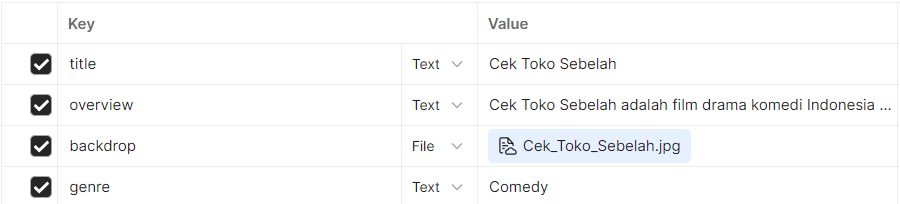 Key Value
title Text Cek Toko Sebelah
overview Text Cek Toko Sebelah adalah film drama komedi Indonesia ...
backdrop File Cek_Toko_Sebelah.jpg
genre Text Comedy